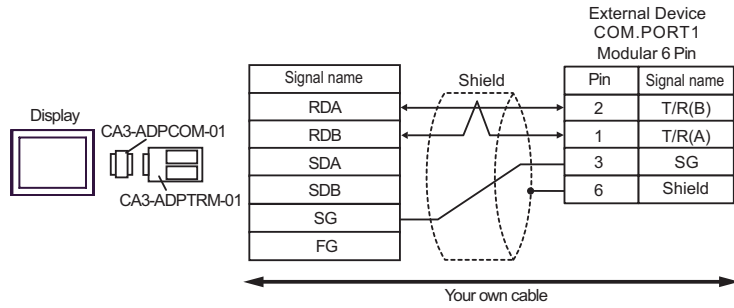 External Device
COM.PORT1
Modular 6 Pin
Signal name
Shield
Pin
Signal name
Display
CA3-ADPCOM-01
CA3-ADPTRM-01
RDA
2
T/R(B)
RDB
1
T/R(A)
SDA
3
SG
SDB
6
Shield
SG
FG
Your own cable